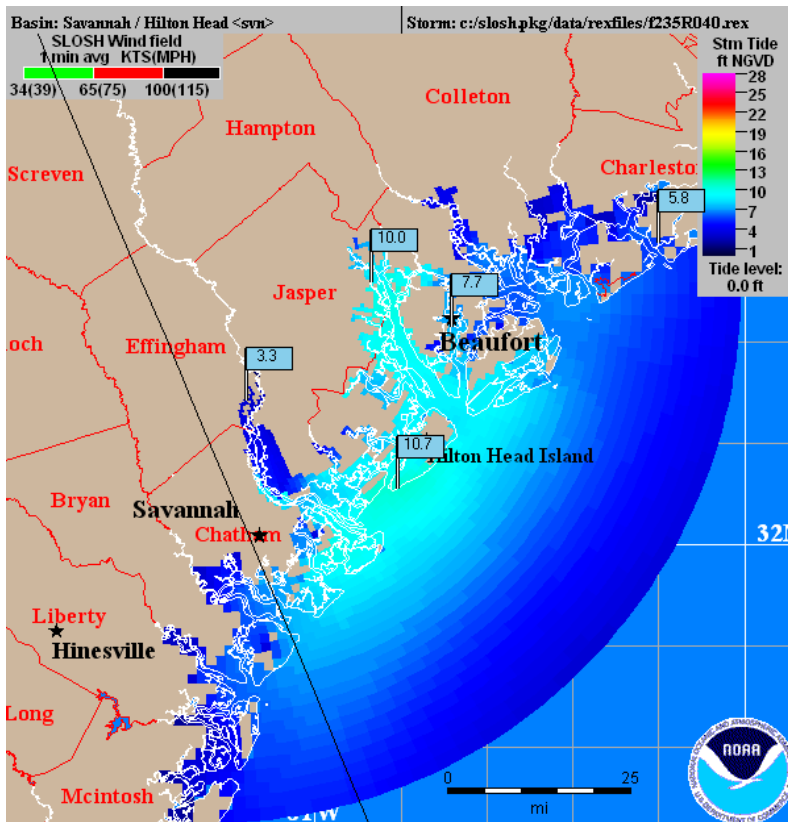 Basin: Savannah / Hilton Head <svn>
Storm: c:/slosh.pkg/data/rexfiles/f235R040.rex
SLOSH Wind field
1 min avg KTS(MPH)
34(39) 65(75) 100(115)
Stm Tide
ft NGVD
28
25
22
19
16
13
10
7
4
1
Tide level:
0.0 ft
Colleton
Hampton
Screven
Charlesto
5.8
10.0
7.7
Jasper
Effingham
Beaufort
3.3
10.7
Hilton Head Island
Bryan
Savannah
Chatham
32N
Liberty
Hinesville
Long
Mcintosh
0 25
mi
NOAA